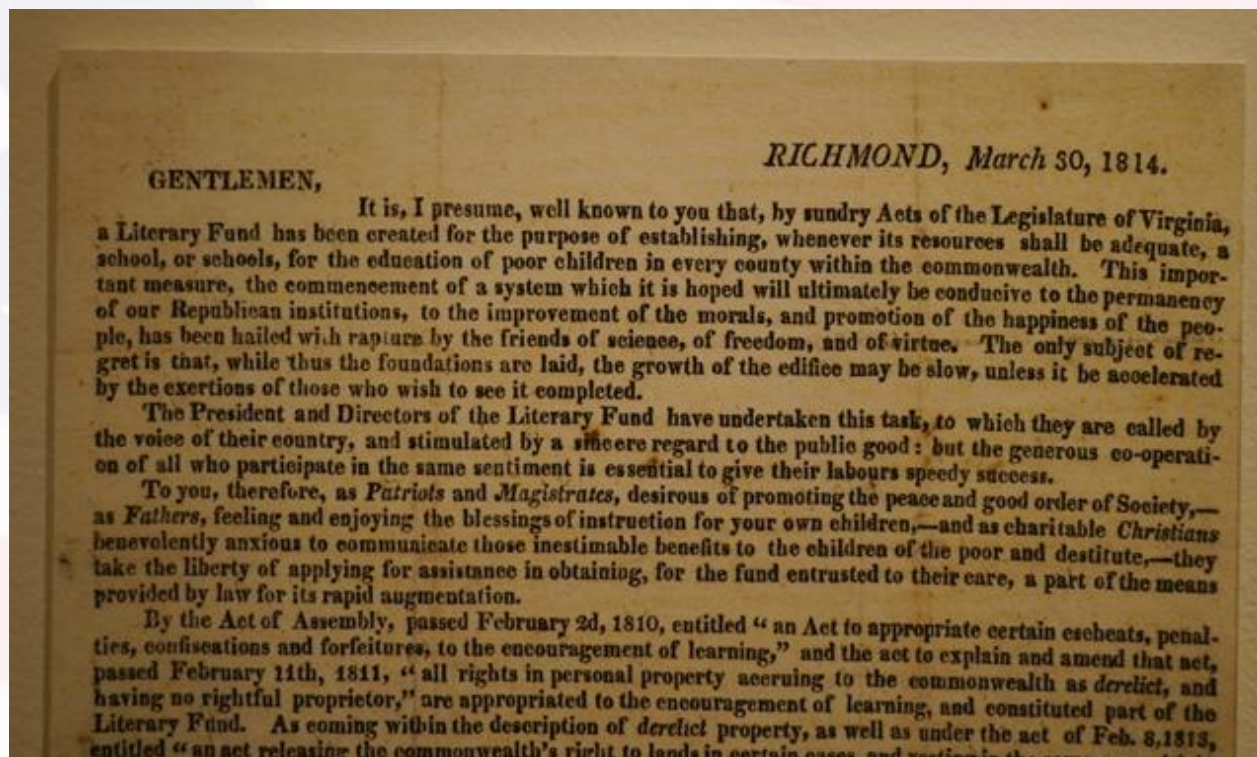 RICHMOND, March 30, 1814.
GENTLEMEN,
It is, I presume, well known to you that, by sundry Acts of the Legislature of Virginia,
a Literary Fund has been created for the purpose of establishing, whenever its resources shall be adequate, a
school, or schools, for the education of poor children in every county within the commonwealth. This impor-
tant measure, the commencement of a system which it is hoped will ultimately be conducive to the permanency
of our Republican institutions, to the improvement of the morals, and promotion of the happiness of the peo-
ple, has been hailed with rapture by the friends of science, of freedom, and of virtue. The only subject of re-
gret is that, while thus the foundations are laid, the growth of the edifice may be slow, unless it be accelerated
by the exertions of those who wish to see it completed.
The President and Directors of the Literary Fund have undertaken this task, to which they are called by
the voice of their country, and stimulated by a sincere regard to the public good: but the generous co-operati-
on of all who participate in the same sentiment is essential to give their labours speedy success.
To you, therefore, as Patriots and Magistrates, desirous of promoting the peace and good order of Society,—
as Fathers, feeling and enjoying the blessings of instruction for your own children,—and as charitable Christians
benevolently anxious to communicate those inestimable benefits to the children of the poor and destitute,—they
take the liberty of applying for assistance in obtaining, for the fund entrusted to their care, a part of the means
provided by law for its rapid augmentation.
By the Act of Assembly, passed February 2d, 1810, entitled “ an Act to appropriate certain escheats, penal-
ties, confiscations and forfeitures, to the encouragement of learning,” and the act to explain and amend that act,
passed February 11th, 1811, “ all rights in personal property accruing to the commonwealth as derelict, and
having no rightful proprietor,” are appropriated to the encouragement of learning, and constituted part of the
Literary Fund. As coming within the description of derelict property, as well as under the act of Feb. 8, 1813,
entitled “ an act releasing the commonwealth's right to lands in certain cases, and